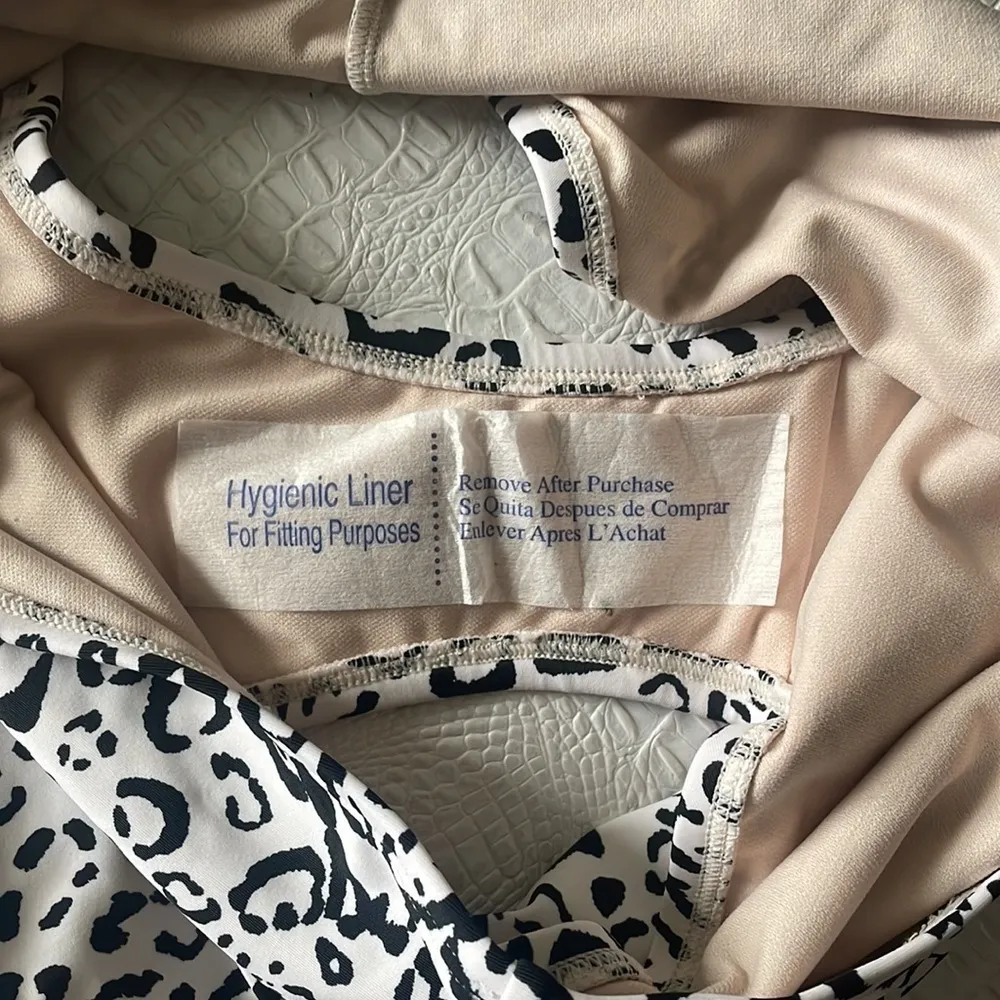 Hygienic Liner
For Fitting Purposes
Remove After Purchase
Se Quita Despues de Comprar
Enlever Apres L'Achat